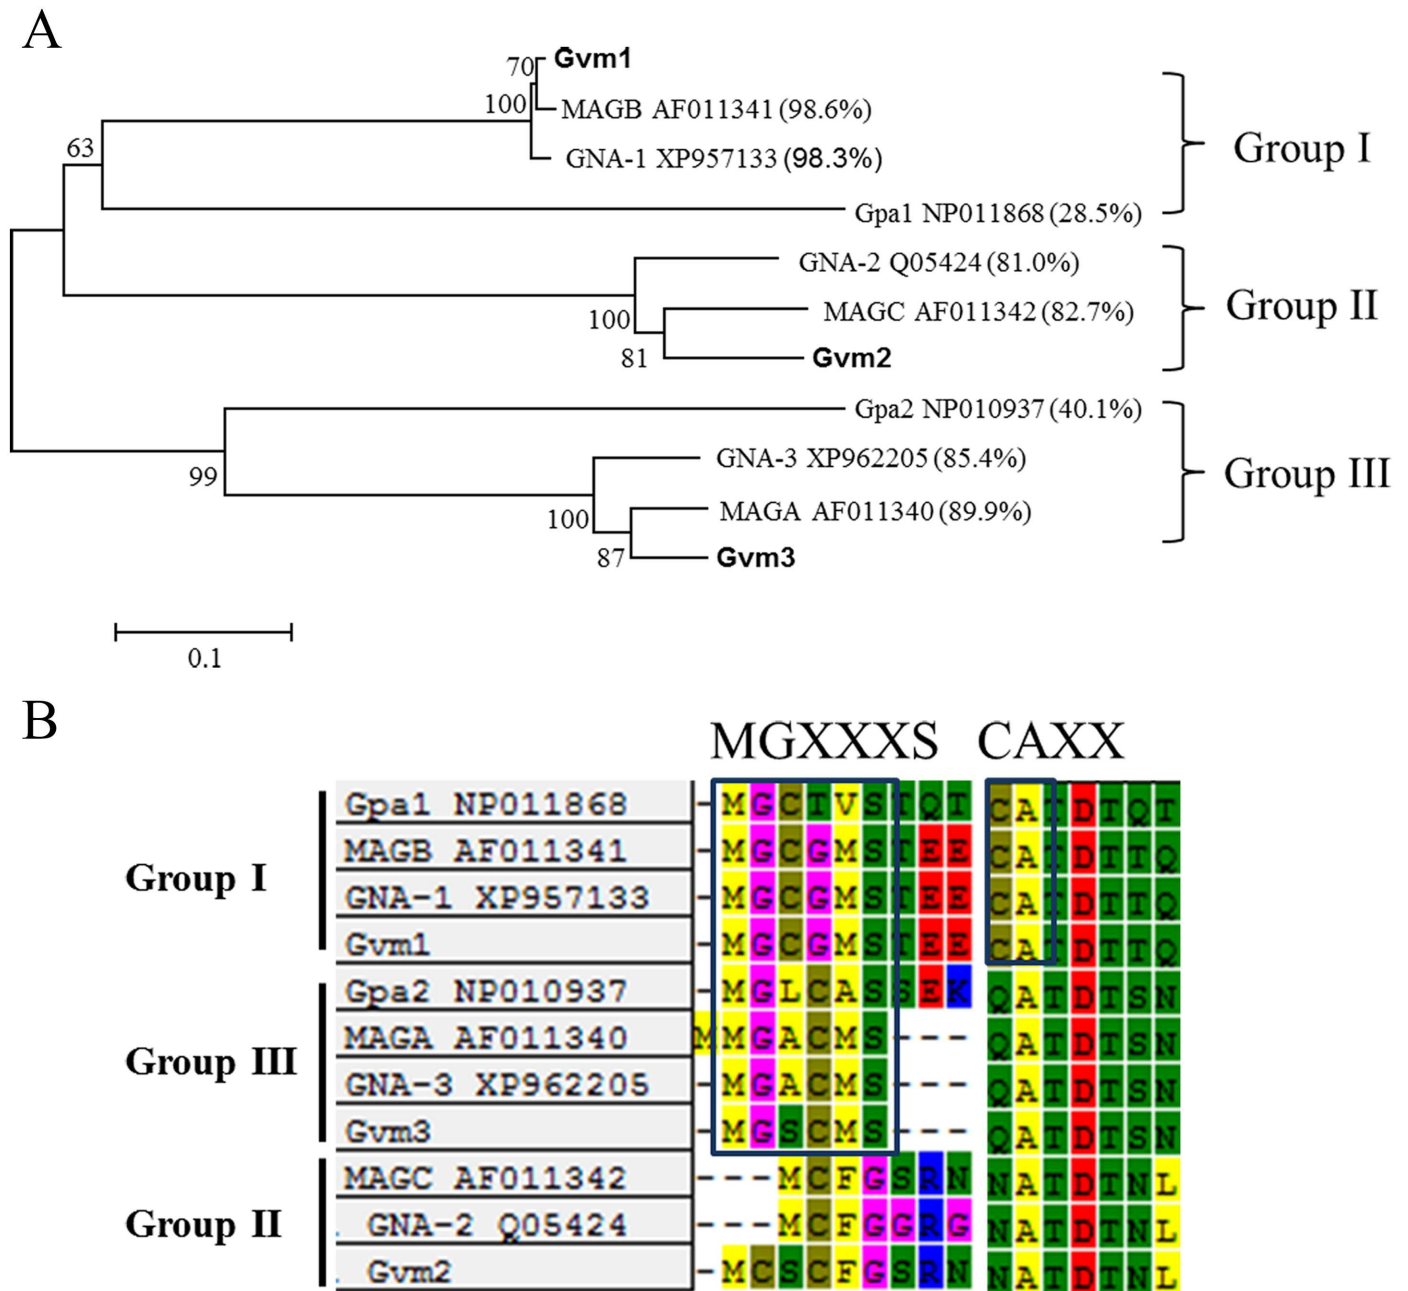 A
70 Gvm1
100 MAGB AF011341 (98.6%)
GNA-1 XP957133 (98.3%)
Group I
63
Gpa1 NP011868 (28.5%)
GNA-2 Q05424 (81.0%)
100 MAGC AF011342 (82.7%)
Group II
81 Gvm2
Gpa2 NP010937 (40.1%)
GNA-3 XP962205 (85.4%)
Group III
99
100 MAGA AF011340 (89.9%)
87 Gvm3
0.1
B
MGXXXS CAXX
Group I
Gpa1 NP011868 -MGCTVSTQT CATDTQT
MAGB AF011341 -MGCGMSTEE CATDTTQ
GNA-1 XP957133 -MGCGMSTEE CATDTTQ
Gvm1 -MGCGMSTEE CATDTTQ
Group III
Gpa2 NP010937 -MGLCASSEK QATDTSN
MAGA AF011340 MMGACMS--- QATDTSN
GNA-3 XP962205 -MGACMS--- QATDTSN
Gvm3 -MGSCMS--- QATDTSN
Group II
MAGC AF011342 ---MCFGSRN NATDTNL
GNA-2 Q05424 ---MCFGGRG NATDTNL
Gvm2 -MCSCFGSRN NATDTNL